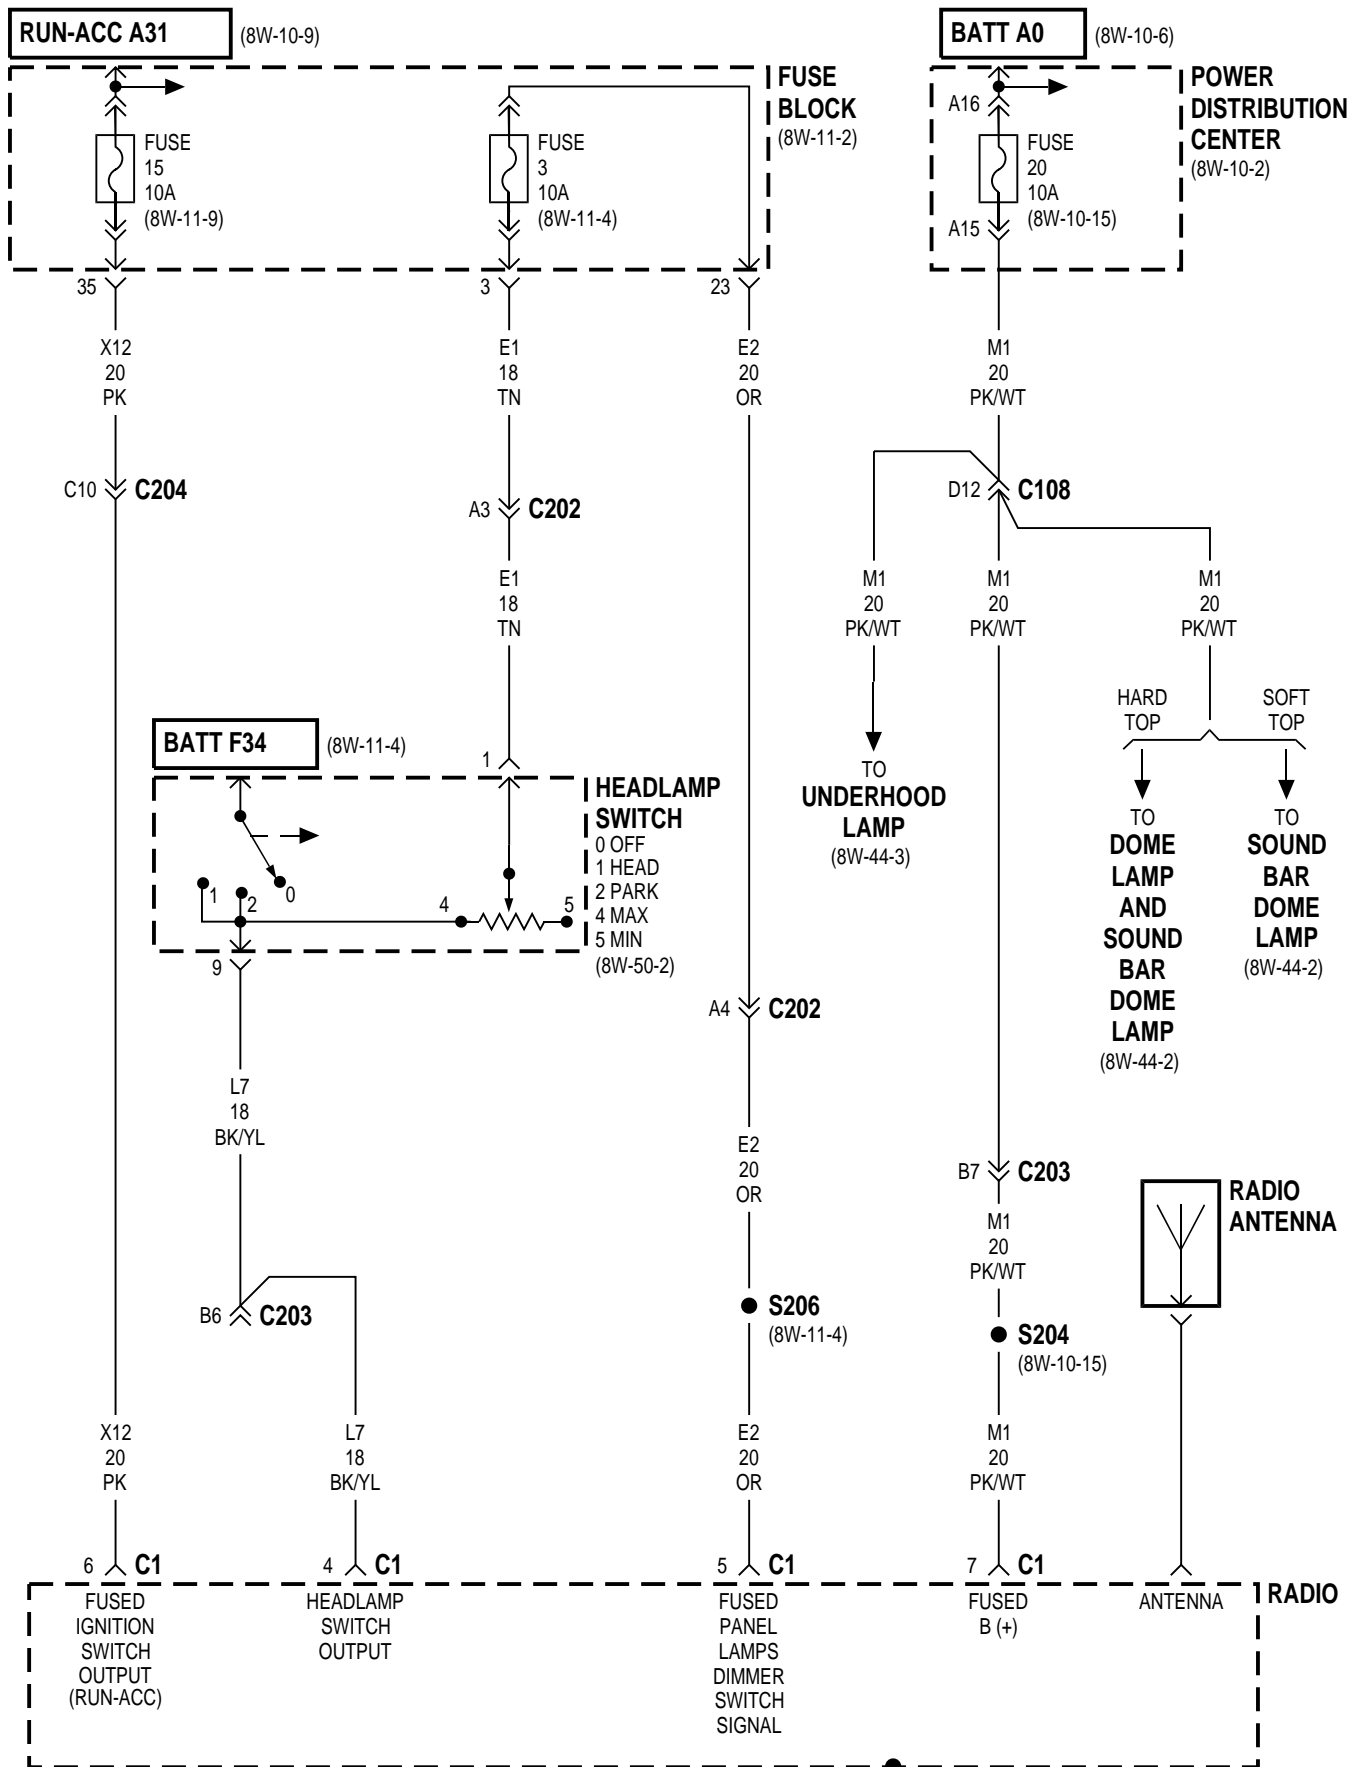 RUN-ACC A31 (8W-10-9)
BATT A0 (8W-10-6)
FUSE
BLOCK
(8W-11-2)
POWER
DISTRIBUTION
CENTER
(8W-10-2)
FUSE
15
10A
(8W-11-9)
FUSE
3
10A
(8W-11-4)
A16
FUSE
20
10A
(8W-10-15)
A15
35
3
23
X12
20
PK
E1
18
TN
E2
20
OR
M1
20
PK/WT
C10 C204
A3 C202
D12 C108
E1
18
TN
M1
20
PK/WT
M1
20
PK/WT
M1
20
PK/WT
HARD
TOP
SOFT
TOP
BATT F34 (8W-11-4)
1
HEADLAMP
SWITCH
0 OFF
1 HEAD
2 PARK
4 MAX
5 MIN
(8W-50-2)
1
2
0
4
5
9
TO
UNDERHOOD
LAMP
(8W-44-3)
TO
DOME
LAMP
AND
SOUND
BAR
DOME
LAMP
(8W-44-2)
TO
SOUND
BAR
DOME
LAMP
(8W-44-2)
A4 C202
L7
18
BK/YL
E2
20
OR
B7 C203
M1
20
PK/WT
RADIO
ANTENNA
B6 C203
S206
(8W-11-4)
S204
(8W-10-15)
X12
20
PK
L7
18
BK/YL
E2
20
OR
M1
20
PK/WT
6 C1
4 C1
5 C1
7 C1
RADIO
FUSED
IGNITION
SWITCH
OUTPUT
(RUN-ACC)
HEADLAMP
SWITCH
OUTPUT
FUSED
PANEL
LAMPS
DIMMER
SWITCH
SIGNAL
FUSED
B (+)
ANTENNA